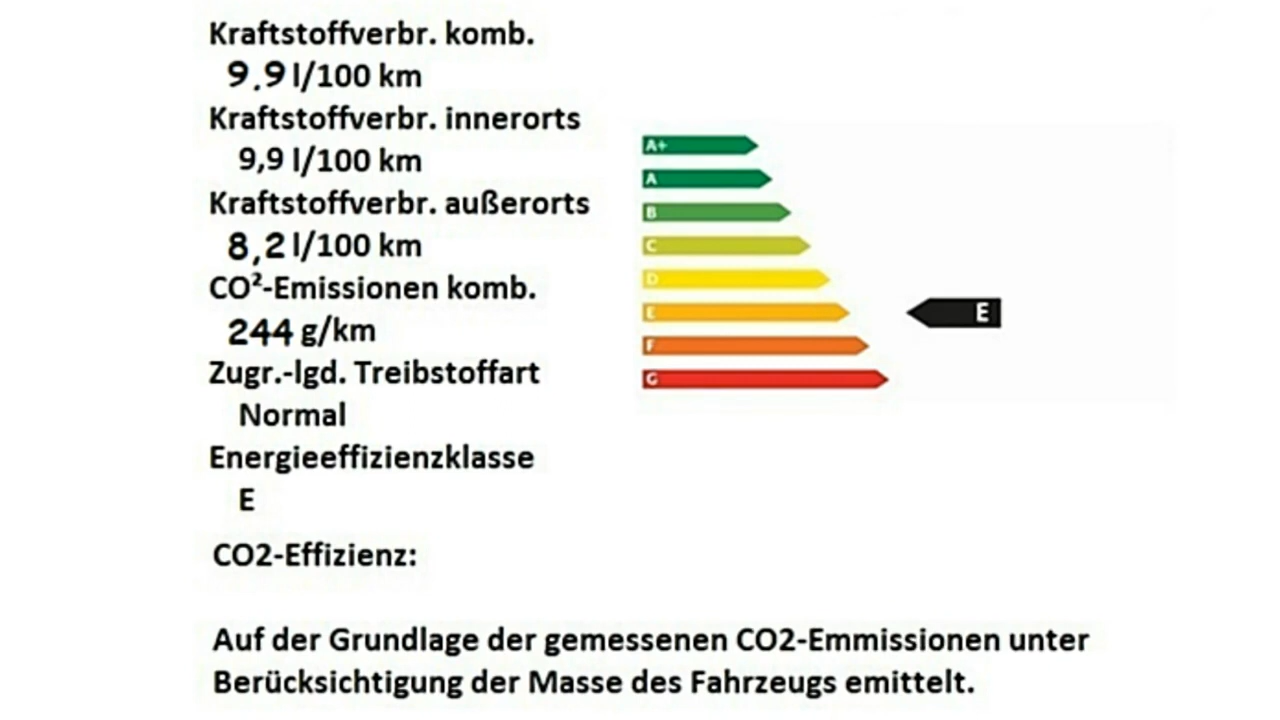 Kraftstoffverbr. komb.
9.9 l/100 km
Kraftstoffverbr. innerorts
9,9 l/100 km
Kraftstoffverbr. außerorts
8,2 l/100 km
CO²-Emissionen komb.
244 g/km
Zugr.-lgd. Treibstoffart
Normal
Energieeffizienzklasse
E
A+
A
B
C
D
E
E
F
G
CO2-Effizienz:
Auf der Grundlage der gemessenen CO2-Emmissionen unter
Berücksichtigung der Masse des Fahrzeugs emittelt.